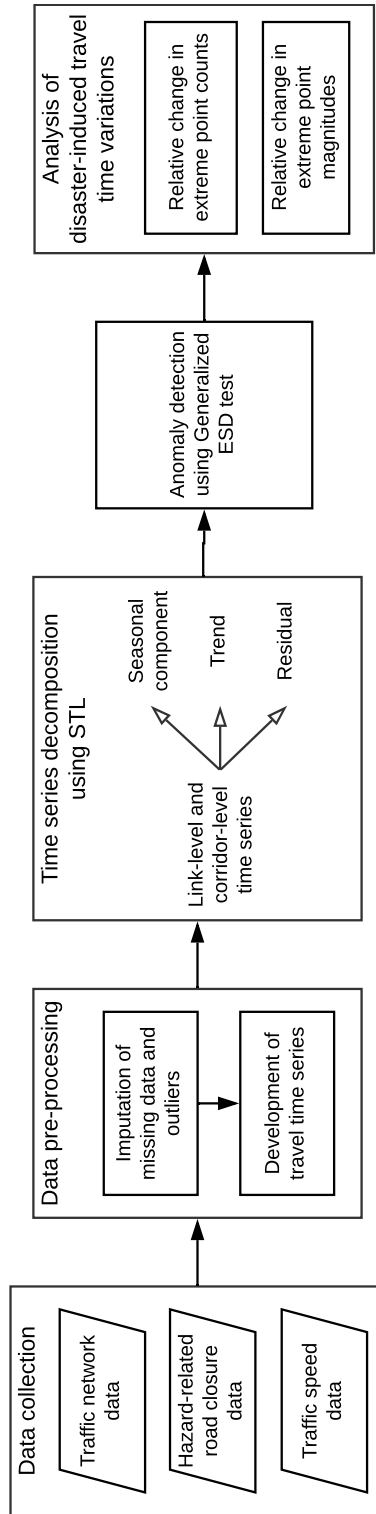 Data collection
Traffic network
data
Hazard-related
road closure
data
Traffic speed
data
Data pre-processing
Imputation of
missing data and
outliers
Development of
travel time series
Time series decomposition
using STL
Link-level and
corridor-level
time series
Seasonal
component
Trend
Residual
Anomaly detection
using Generalized
ESD test
Analysis of
disaster-induced travel
time variations
Relative change in
extreme point counts
Relative change in
extreme point
magnitudes